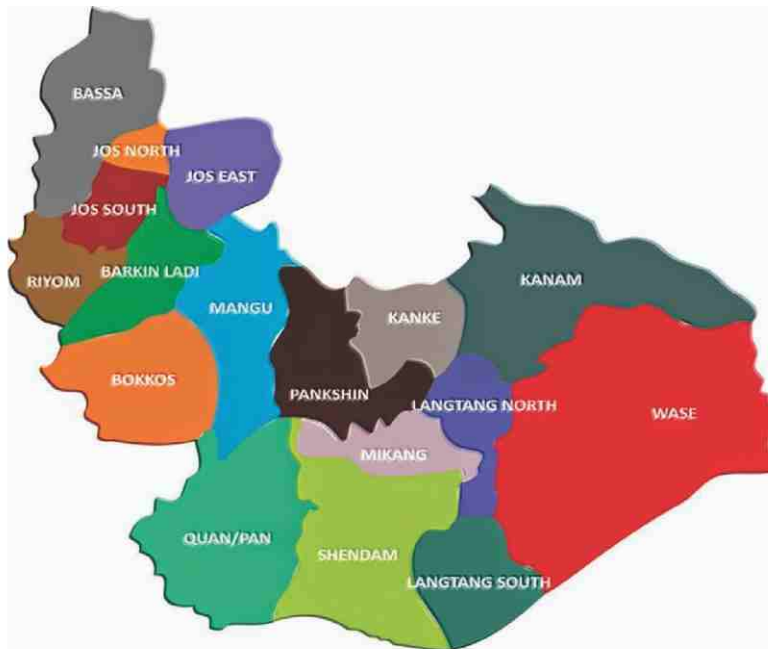 BASSA
JOS NORTH
JOS EAST
JOS SOUTH
RIYOM
BARKIN LADI
MANGU
KANAM
KANKE
BOKKOS
PANKSHIN
LANGTANG NORTH
WASE
MIKANG
QUAN/PAN
SHENDAM
LANGTANG SOUTH